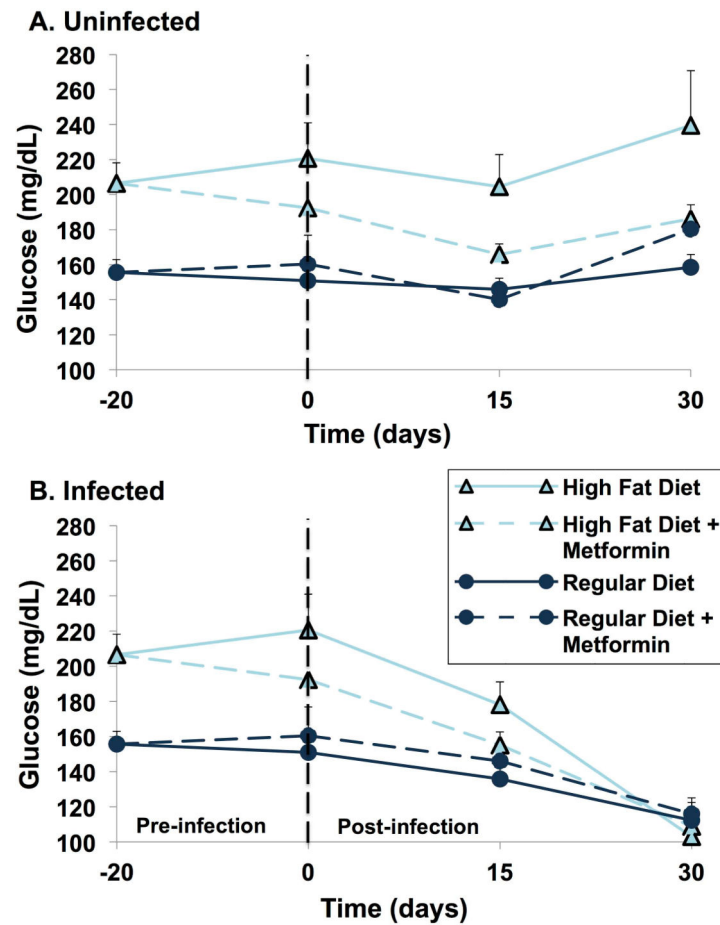 A. Uninfected
280
260
240
220
200
180
160
140
120
100
Glucose (mg/dL)
-20 0 15 30
Time (days)
B. Infected
280
260
240
220
200
180
160
140
120
100
Glucose (mg/dL)
High Fat Diet
High Fat Diet +
Metformin
Regular Diet
Regular Diet +
Metformin
Pre-infection Post-infection
-20 0 15 30
Time (days)